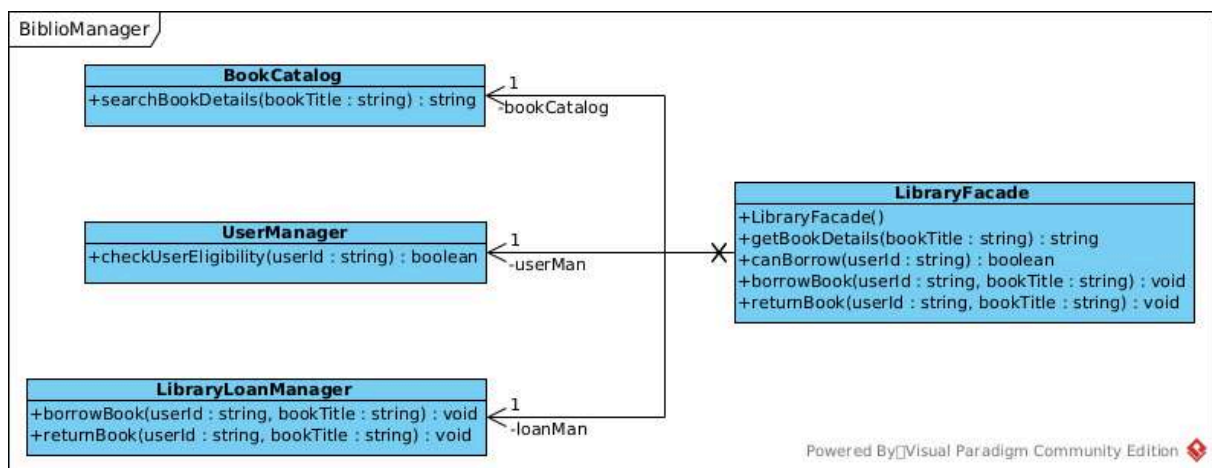 BiblioManager
BookCatalog
+searchBookDetails(bookTitle : string) : string
1
-bookCatalog
UserManager
+checkUserEligibility(userId : string) : boolean
1
-userMan
LibraryFacade
+LibraryFacade()
+getBookDetails(bookTitle : string) : string
+canBorrow(userId : string) : boolean
+borrowBook(userId : string, bookTitle : string) : void
+returnBook(userId : string, bookTitle : string) : void
LibraryLoanManager
+borrowBook(userId : string, bookTitle : string) : void
+returnBook(userId : string, bookTitle : string) : void
1
-loanMan
Powered By Visual Paradigm Community Edition